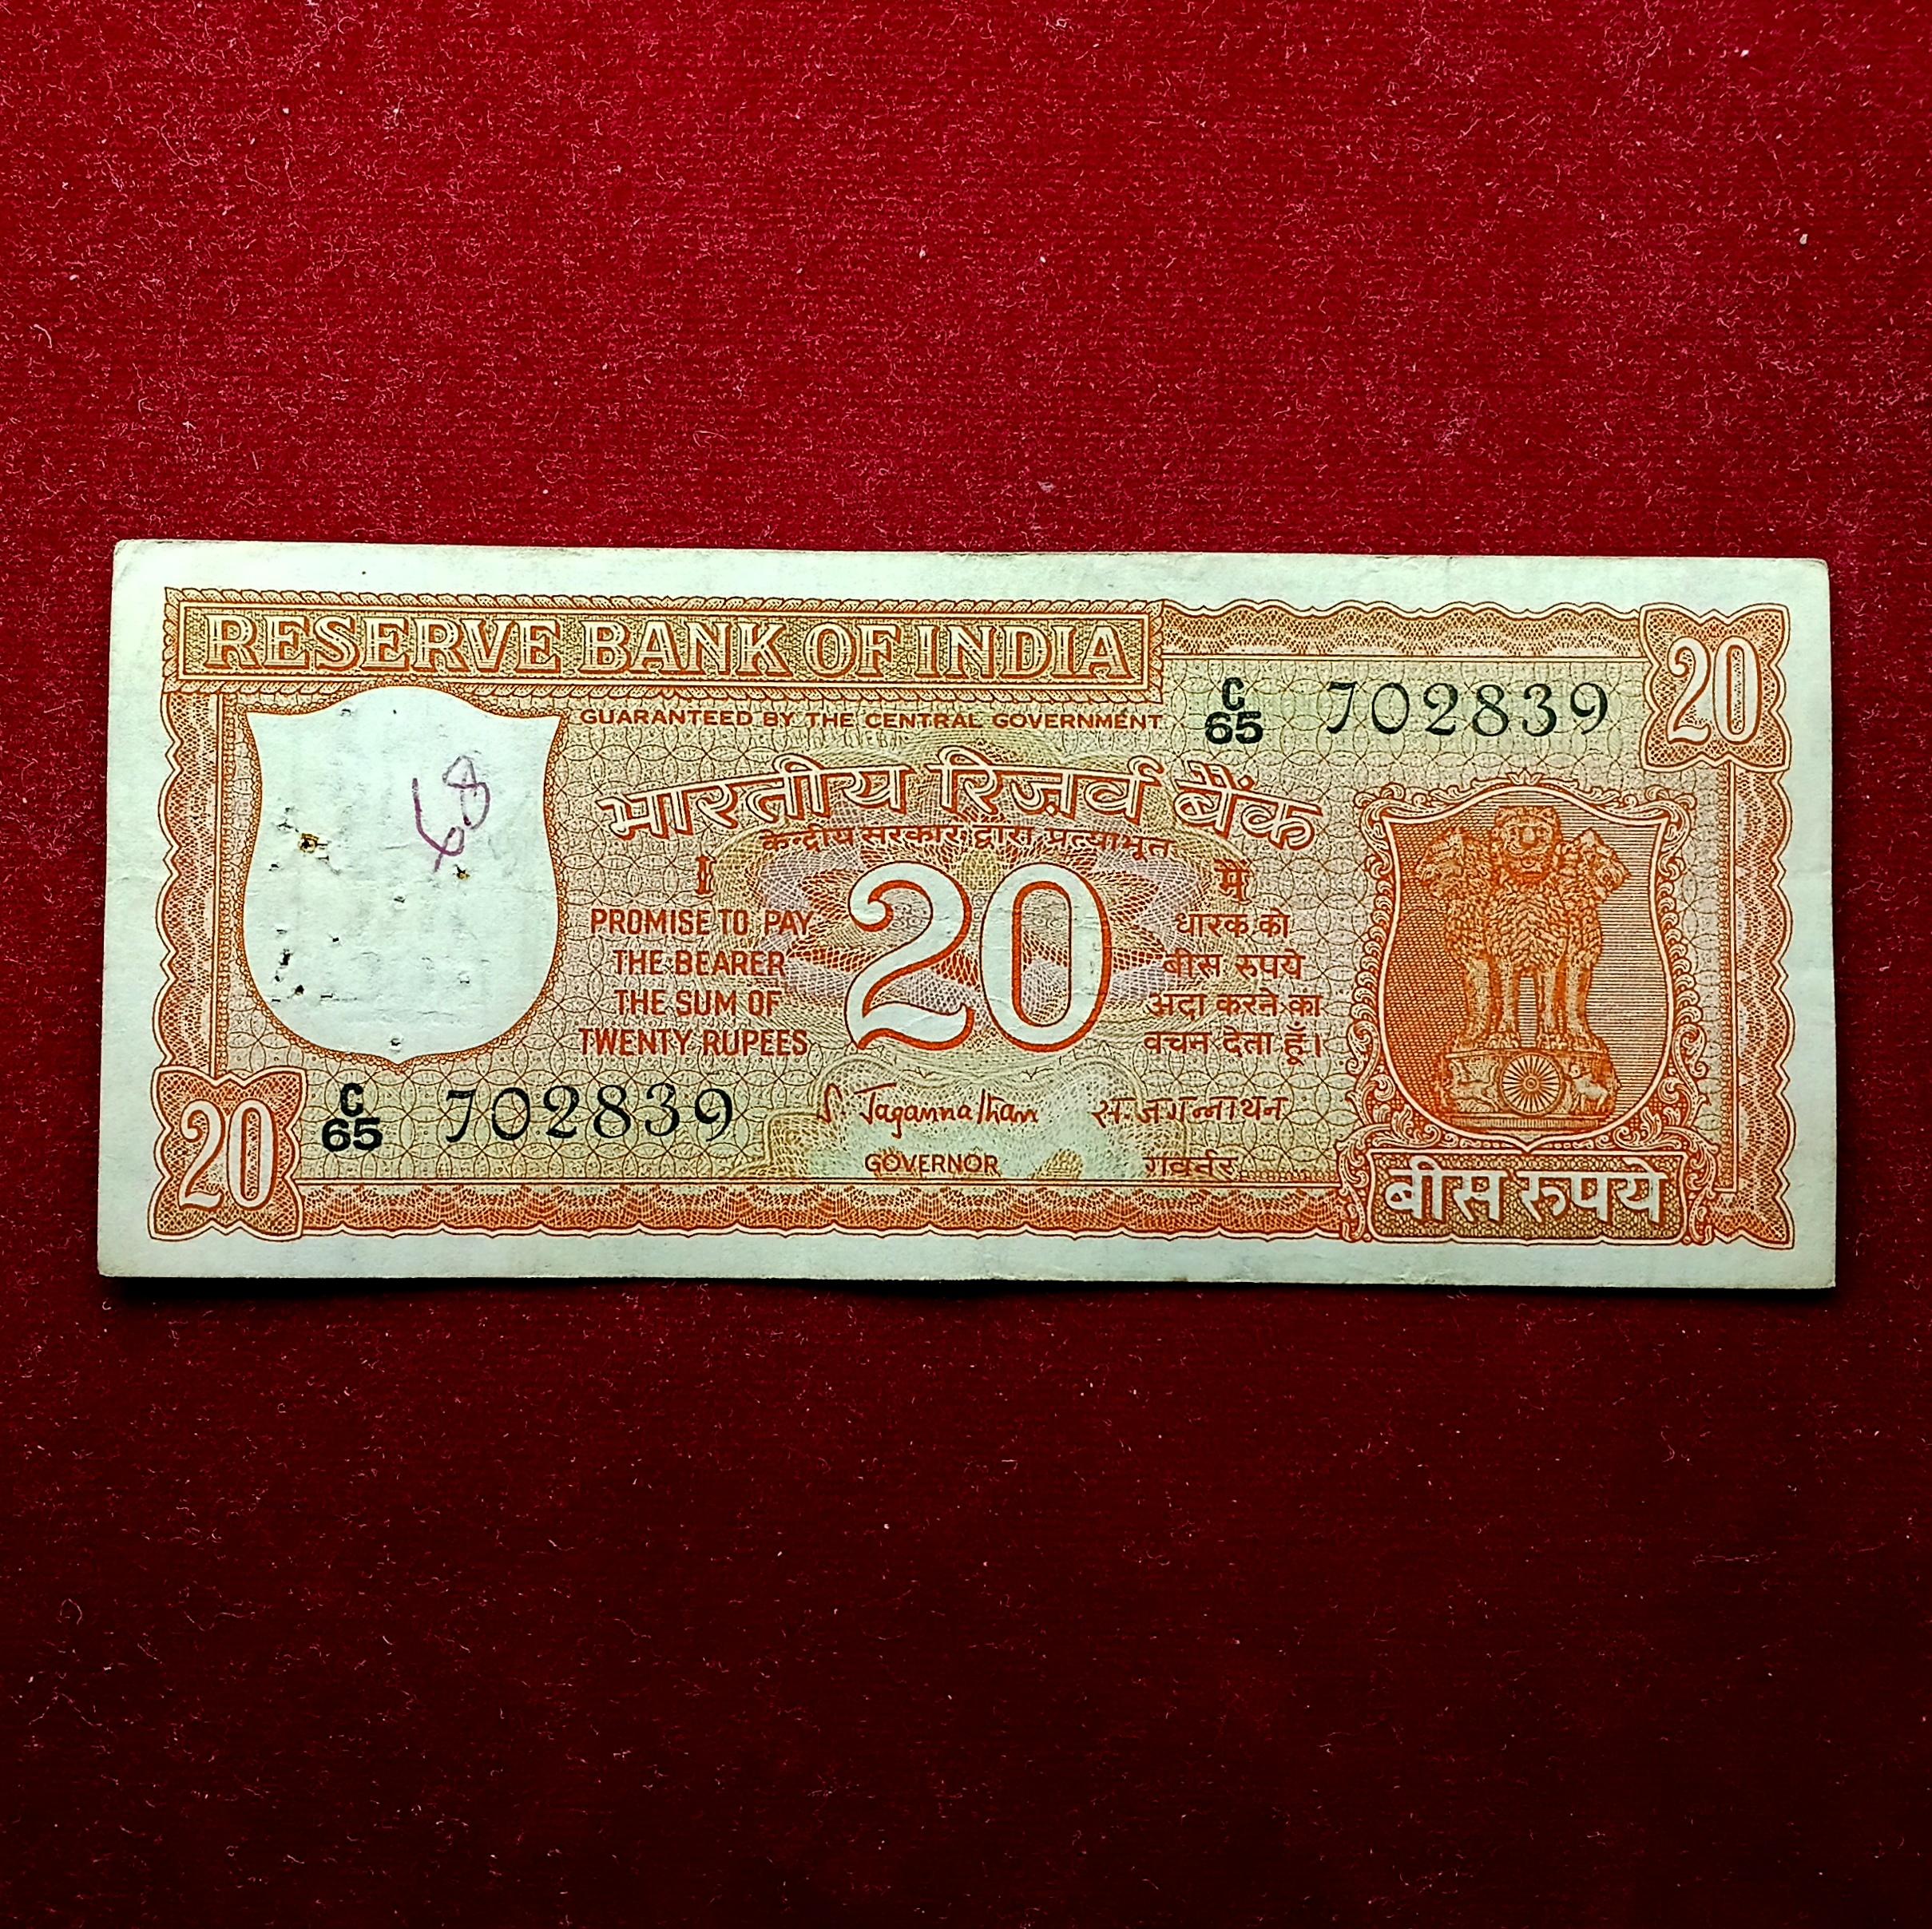 RESERVE BANK OF INDIA
20
GUARANTEED BY THE CENTRAL GOVERNMENT
C
65 702839
68
भारतीय रिज़र्व बैंक
केन्द्रीय सरकार द्वारा प्रत्याभूत
I
PROMISE TO PAY
THE BEARER
THE SUM OF
TWENTY RUPEES
20
मैं
धारक को
बीस रुपये
अदा करने का
वचन देता हूँ।
C
65 702839
S. Jagannathan
स. जगन्नाथन
GOVERNOR
गवर्नर
20
बीस रुपये